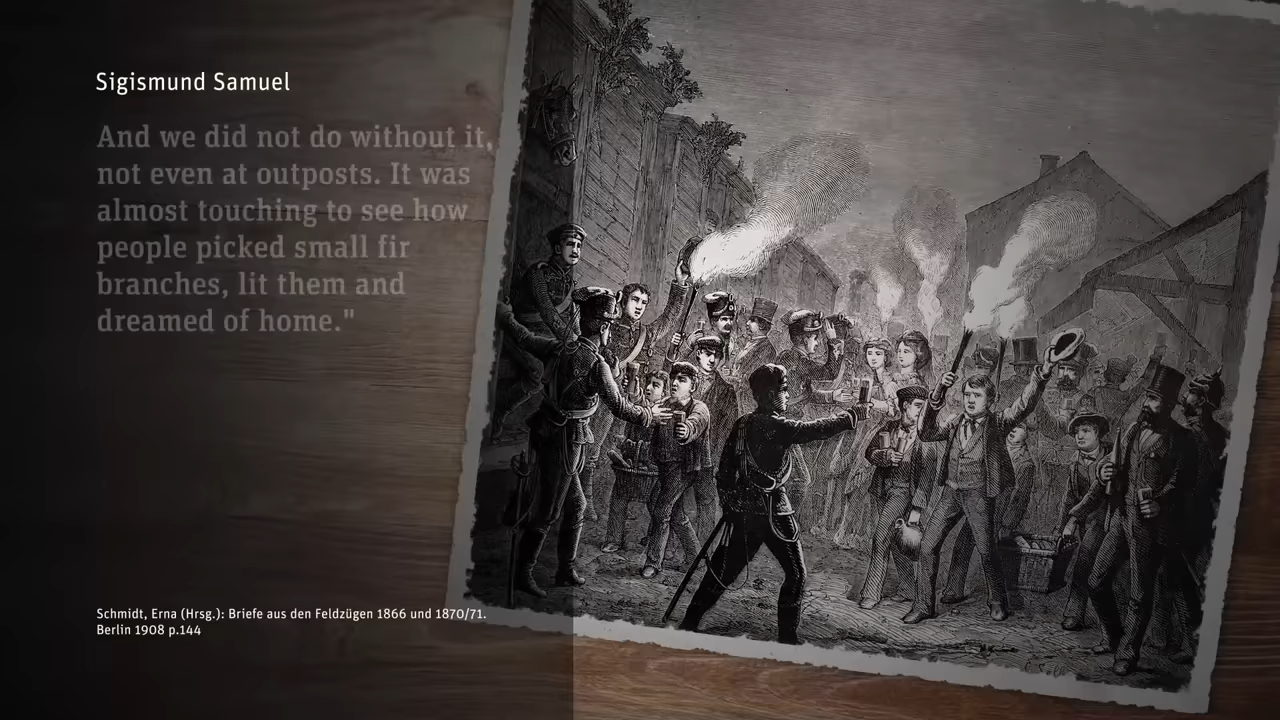 Sigismund Samuel
And we did not do without it,
not even at outposts. It was
almost touching to see how
people picked small fir
branches, lit them and
dreamed of home."
Schmidt, Erna (Hrsg.): Briefe aus den Feldzügen 1866 und 1870/71.
Berlin 1908 p.144